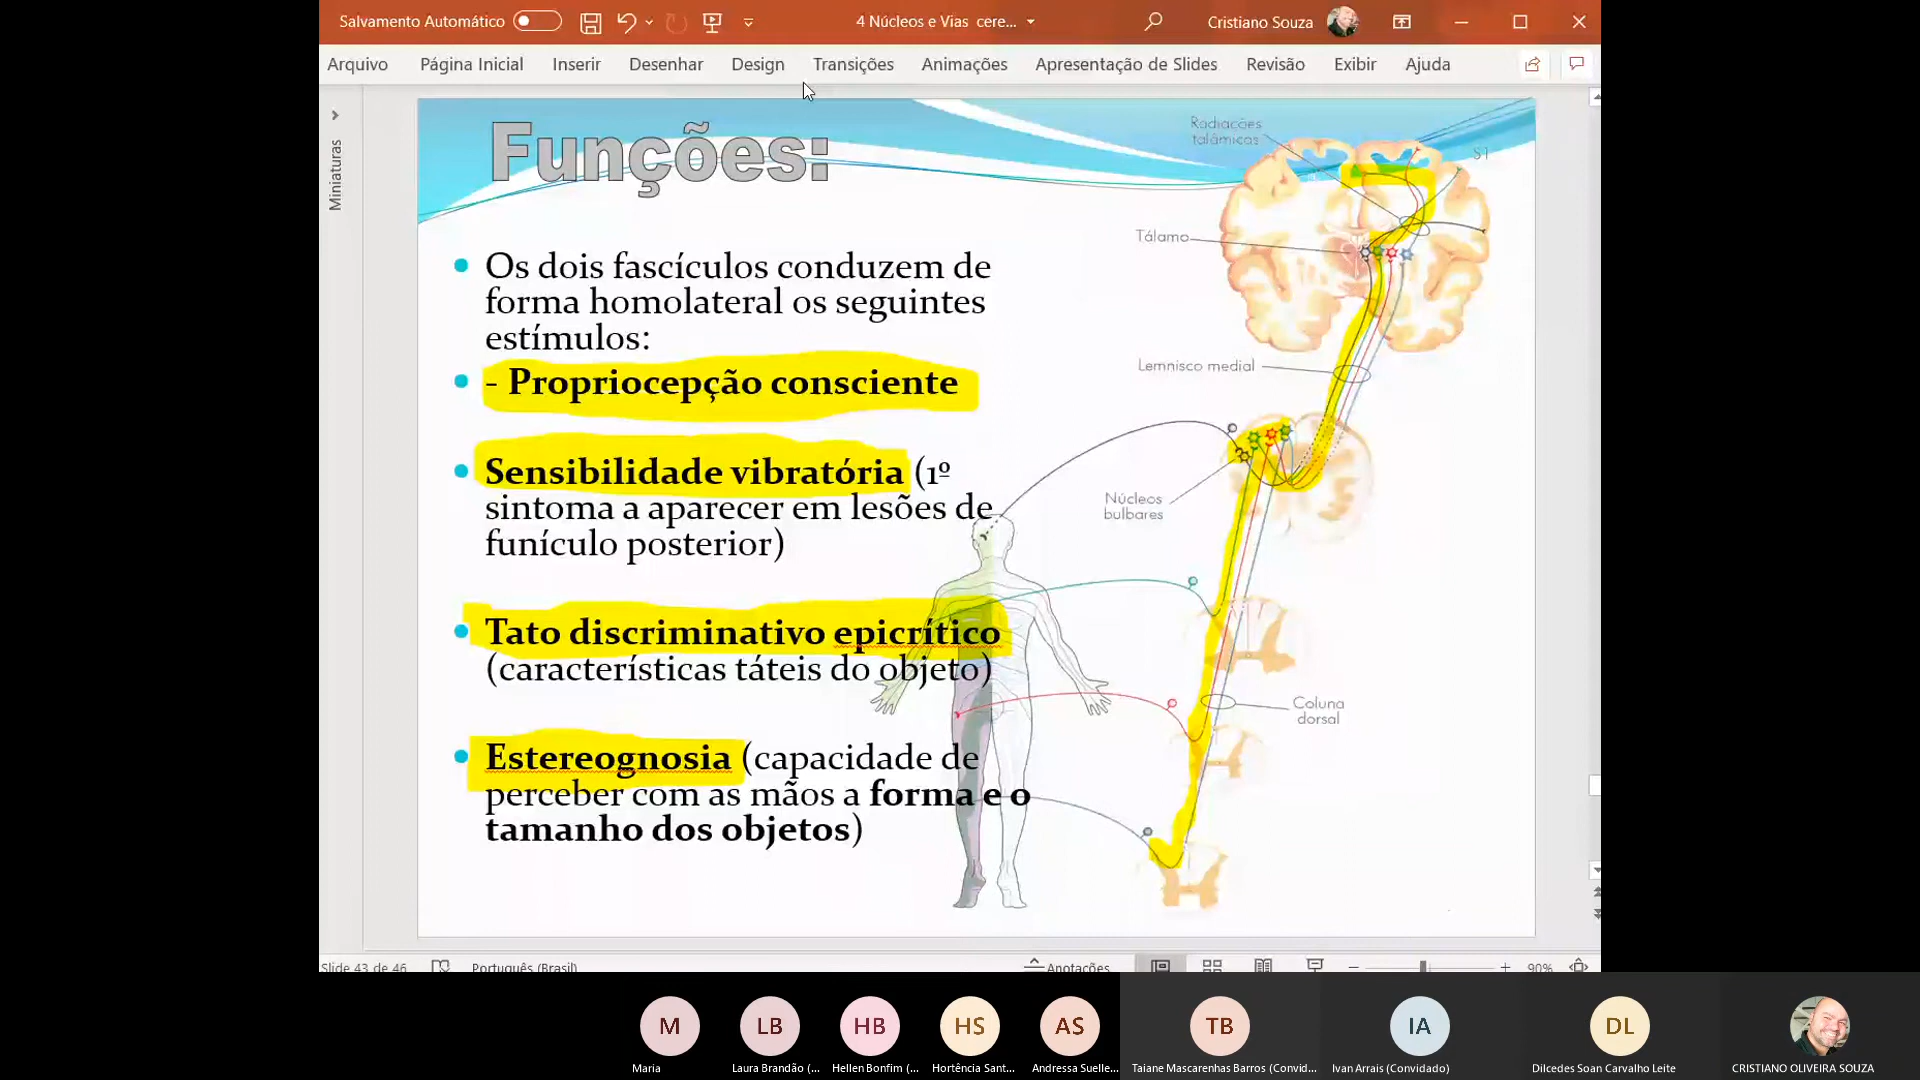 Salvamento Automático
4 Núcleos e Vias cere...
Cristiano Souza
Arquivo
Página Inicial
Inserir
Desenhar
Design
Transições
Animações
Apresentação de Slides
Revisão
Exibir
Ajuda
Miniaturas
Funções:
Os dois fascículos conduzem de
forma homolateral os seguintes
estímulos:
- Propriocepção consciente
Sensibilidade vibratória (1º
sintoma a aparecer em lesões de
funículo posterior)
Tato discriminativo epicrítico
(características táteis do objeto)
Estereognosia (capacidade de
perceber com as mãos a forma e o
tamanho dos objetos)
Radiações
talâmicas
S1
Tálamo
Lemnisco medial
Núcleos
bulbares
Coluna
dorsal
Slide 43 de 46
Português (Brasil)
Anotações
90%
M
LB
HB
HS
AS
TB
IA
DL
Maria
Laura Brandão (...
Hellen Bonfim (...
Hortência Sant...
Andressa Suelle...
Taiane Mascarenhas Barros (Convid...
Ivan Arrais (Convidado)
Dilcedes Soan Carvalho Leite
CRISTIANO OLIVEIRA SOUZA